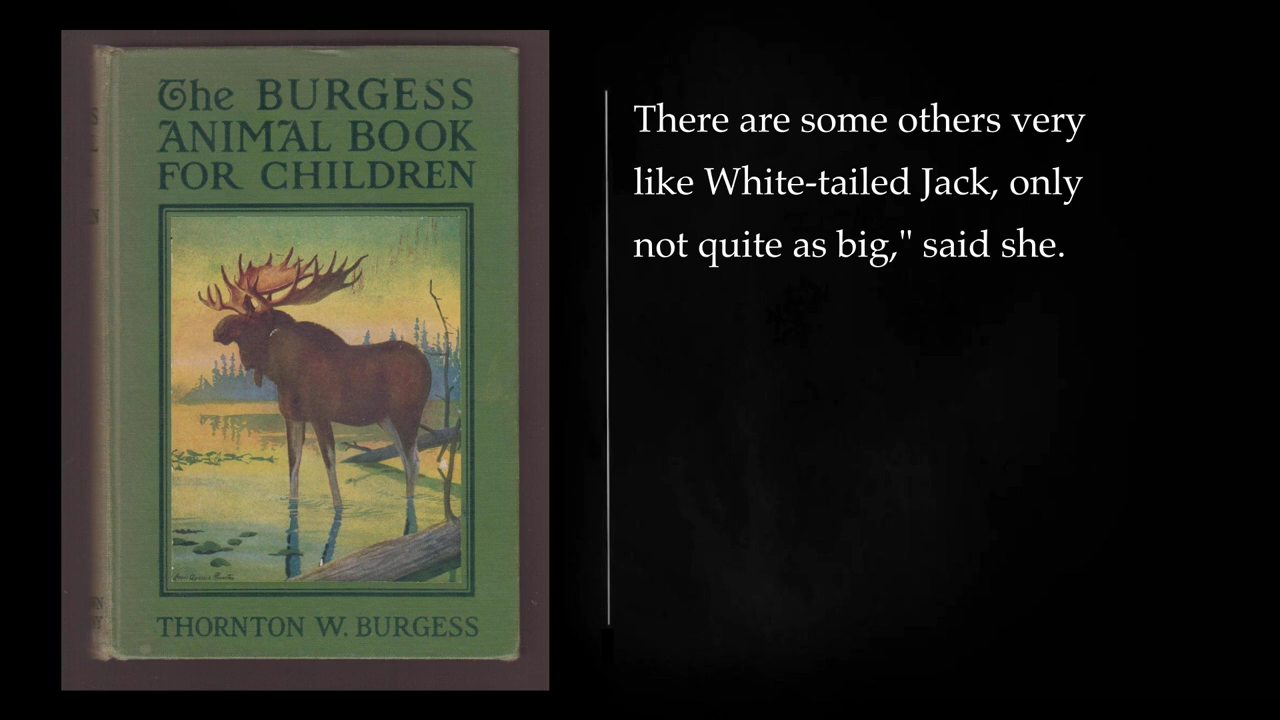 The BURGESS
ANIMAL BOOK
FOR CHILDREN
THORNTON W. BURGESS
There are some others very
like White-tailed Jack, only
not quite as big," said she.